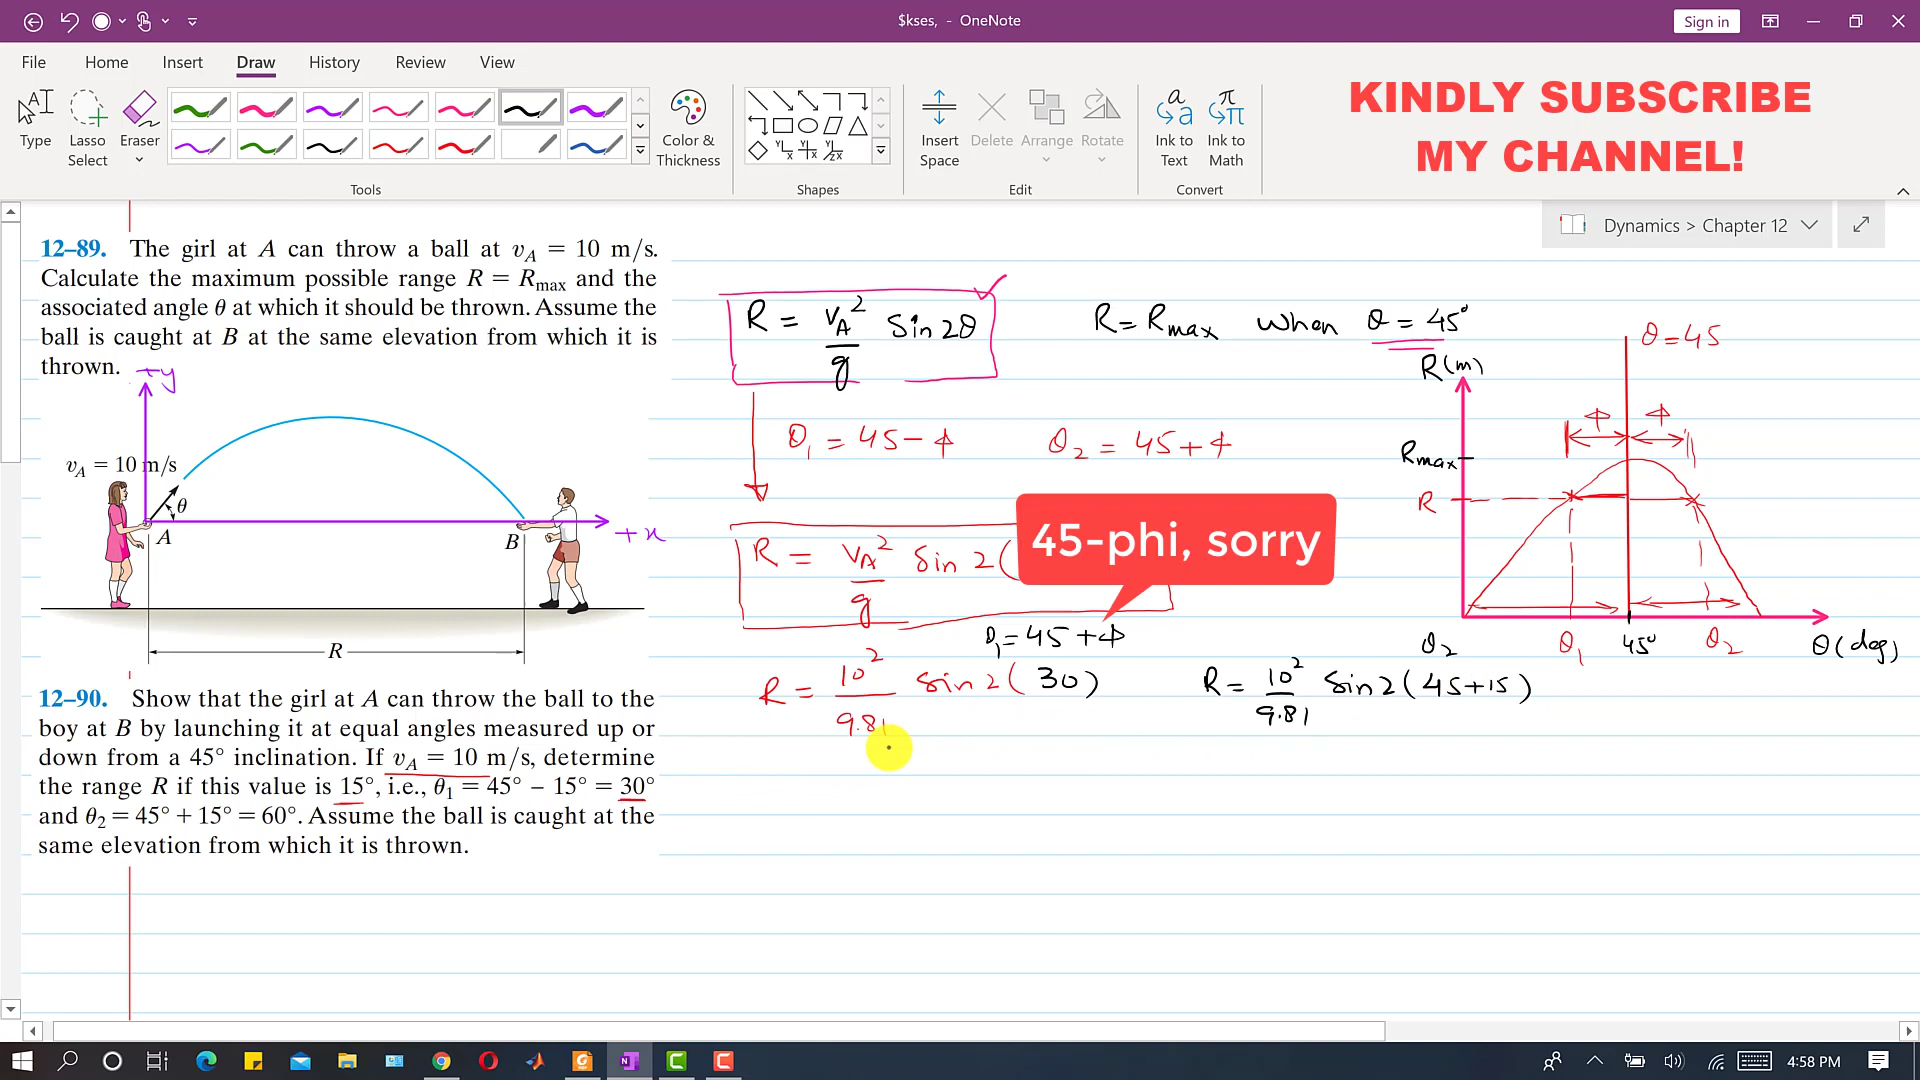 $kses, - OneNote
Sign in
File Home Insert Draw History Review View
KINDLY SUBSCRIBE
MY CHANNEL!
Type
Lasso
Select
Eraser
Color &
Thickness
Insert
Space
Delete
Arrange
Rotate
Ink to
Text
Ink to
Math
Tools
Shapes
Edit
Convert
Dynamics > Chapter 12
12–89. The girl at A can throw a ball at vA = 10 m/s.
Calculate the maximum possible range R = Rmax and the
associated angle θ at which it should be thrown. Assume the
ball is caught at B at the same elevation from which it is
thrown.
+y
vA = 10 m/s
θ
A
B
+x
R
12–90. Show that the girl at A can throw the ball to the
boy at B by launching it at equal angles measured up or
down from a 45° inclination. If vA = 10 m/s, determine
the range R if this value is 15°, i.e., θ1 = 45° − 15° = 30°
and θ2 = 45° + 15° = 60°. Assume the ball is caught at the
same elevation from which it is thrown.
R = vA²/g Sin 2θ
R = Rmax when θ = 45°
θ1 = 45 − ϕ
θ2 = 45 + ϕ
R = vA²/g Sin 2(
45-phi, sorry
θ1 = 45 + ϕ
R = 10²/9.81 Sin 2( 30 )
R = 10²/9.81 Sin 2( 45+15 )
R(m)
θ = 45
ϕ ϕ
Rmax
R
θ2 θ1 45° θ2 θ(deg)
4:58 PM